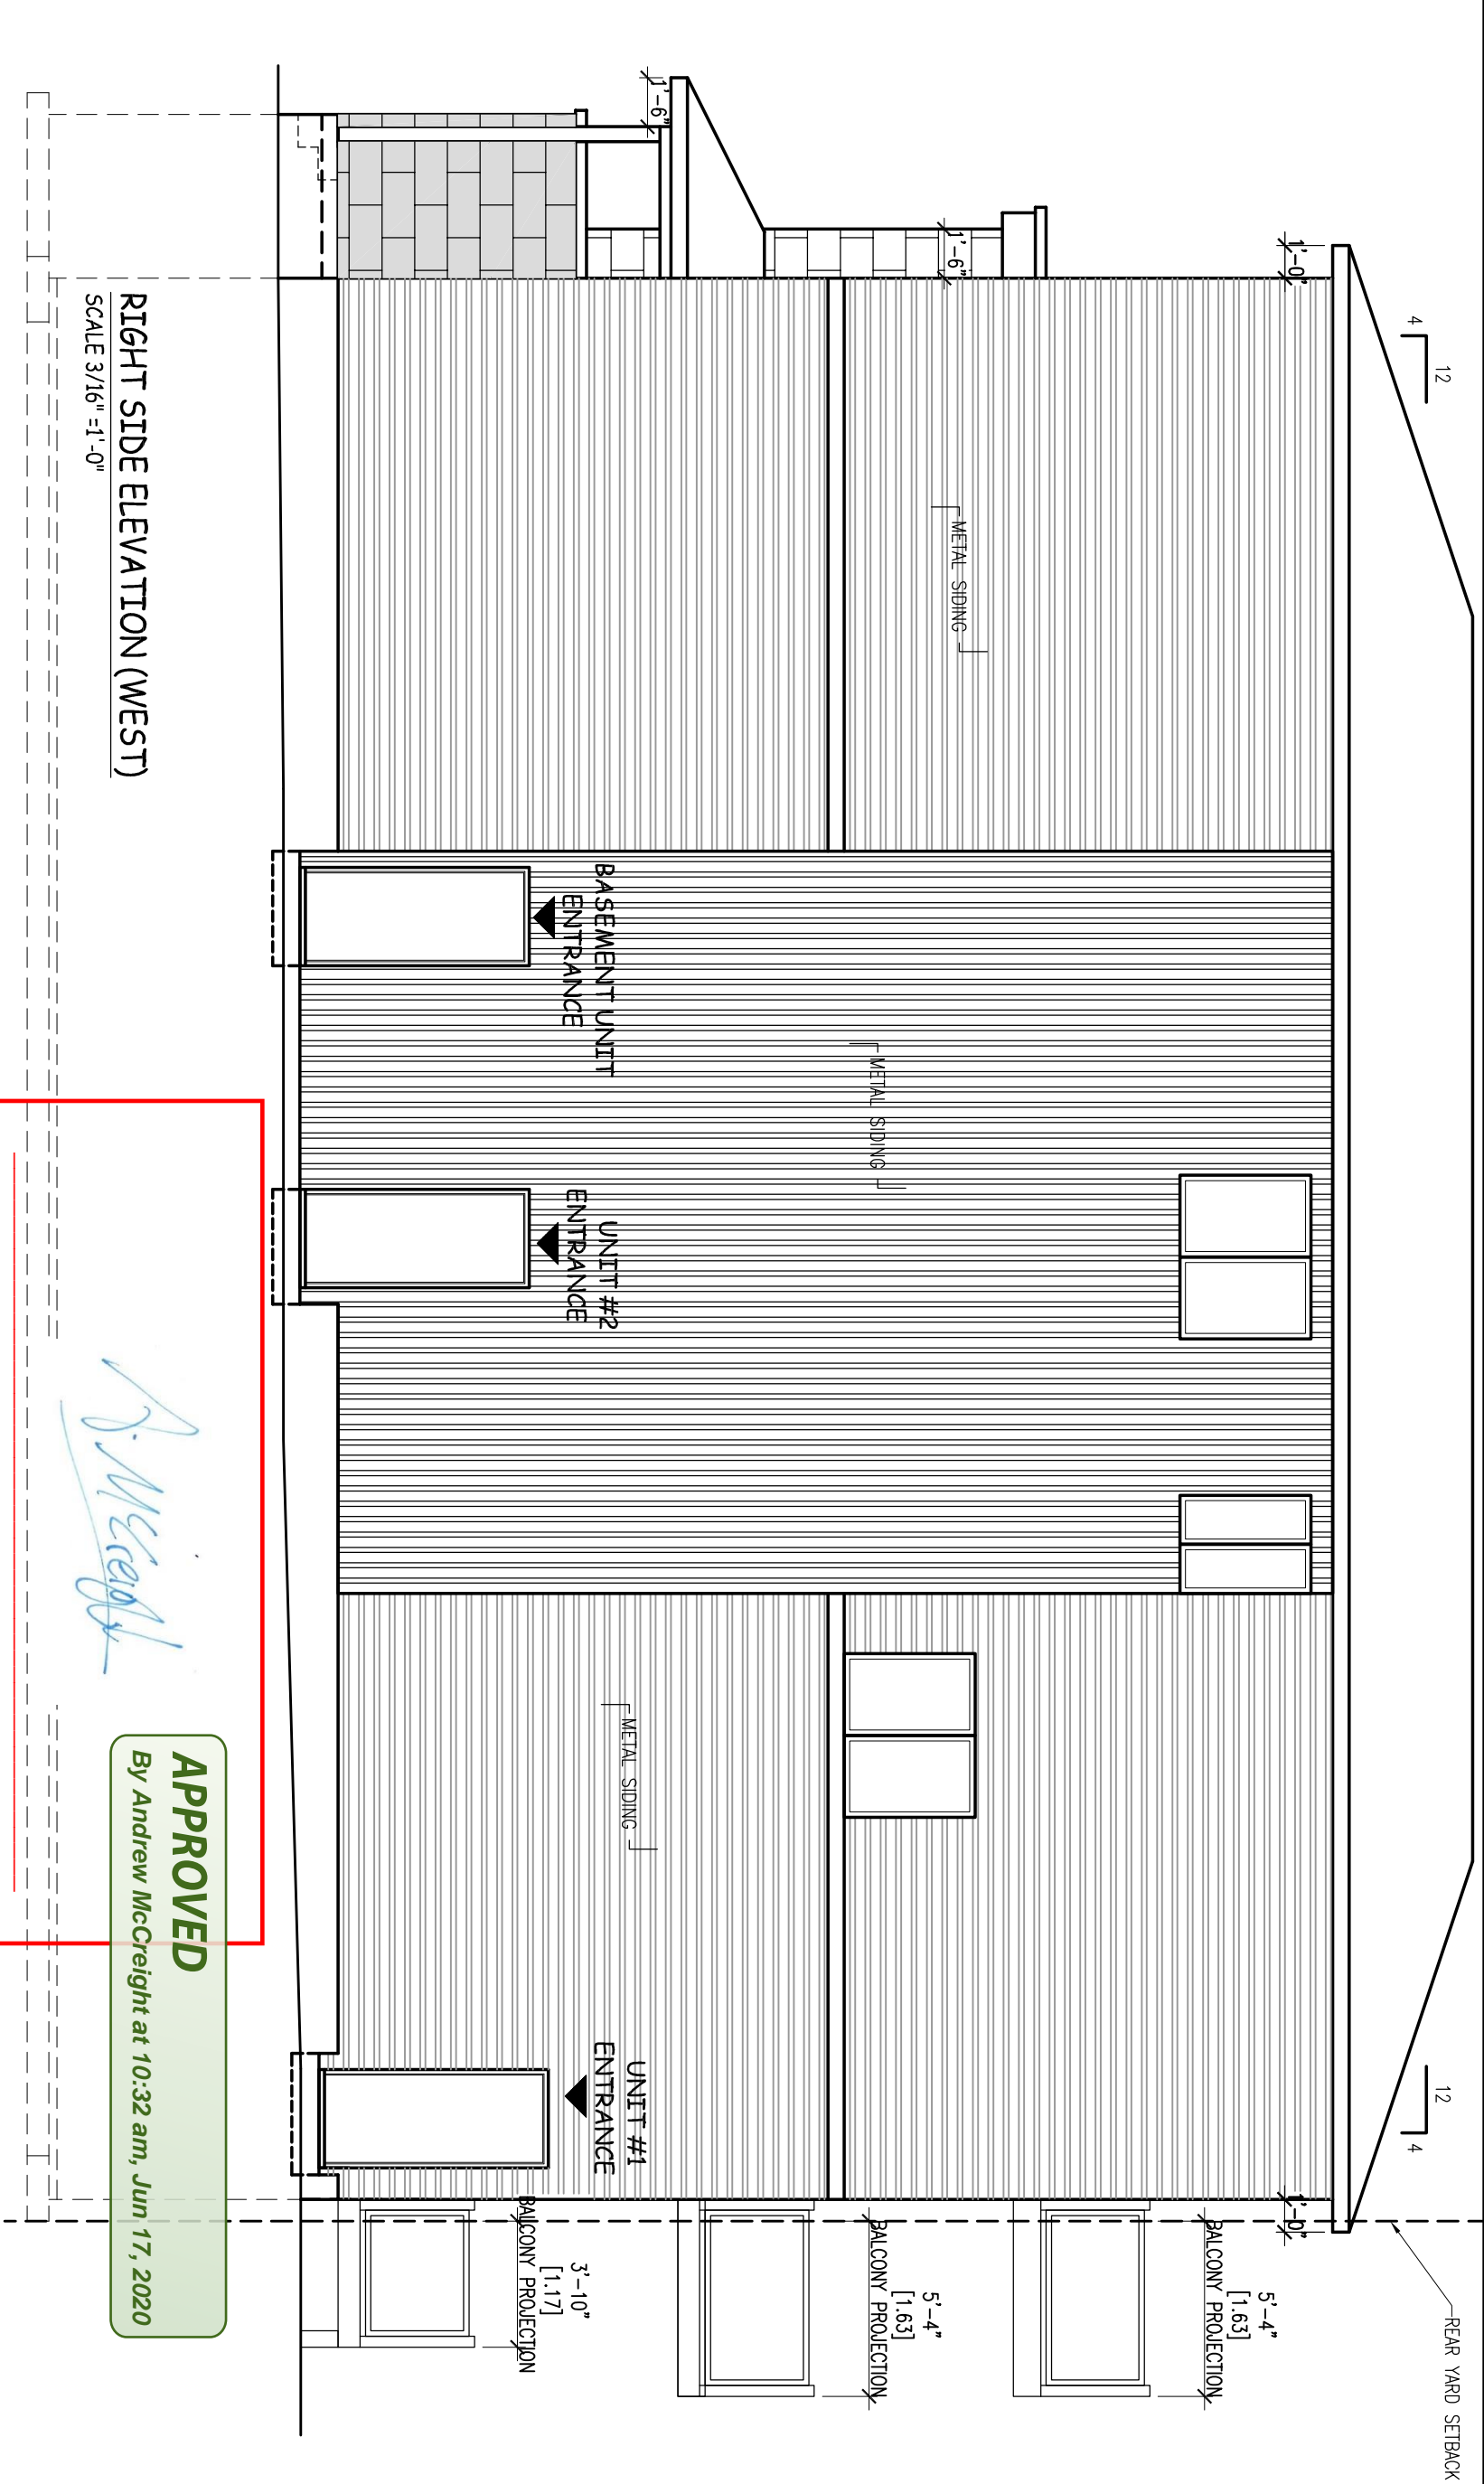 REAR YARD SETBACK
4
12
12
4
1'-0"
1'-0"
1'-6"
1'-6"
METAL SIDING
METAL SIDING
METAL SIDING
5'-4"
[1.63]
BALCONY PROJECTION
5'-4"
[1.63]
BALCONY PROJECTION
3'-10"
[1.17]
BALCONY PROJECTION
BASEMENT UNIT
ENTRANCE
UNIT #2
ENTRANCE
UNIT #1
ENTRANCE
RIGHT SIDE ELEVATION (WEST)
SCALE 3/16" =1'-0"
APPROVED
By Andrew McCreight at 10:32 am, Jun 17, 2020